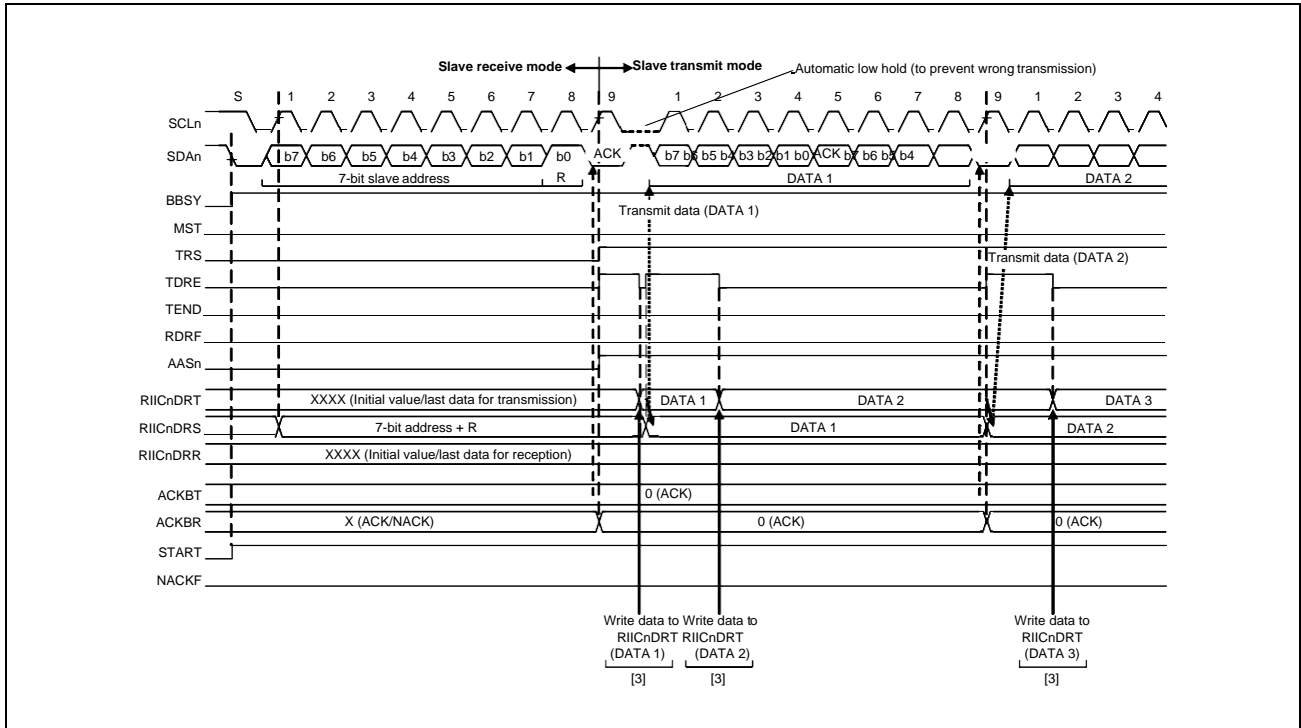 Slave receive mode Slave transmit mode Automatic low hold (to prevent wrong transmission)
S 1 2 3 4 5 6 7 8 9 1 2 3 4 5 6 7 8 9 1 2 3 4
SCLn
SDAn b7 b6 b5 b4 b3 b2 b1 b0 ACK b7 b6 b5 b4 b3 b2 b1 b0 ACK b7 b6 b5 b4
7-bit slave address R DATA 1 DATA 2
BBSY
Transmit data (DATA 1)
MST
TRS
Transmit data (DATA 2)
TDRE
TEND
RDRF
AASn
RIICnDRT XXXX (Initial value/last data for transmission) DATA 1 DATA 2 DATA 3
RIICnDRS 7-bit address + R DATA 1 DATA 2
RIICnDRR XXXX (Initial value/last data for reception)
ACKBT 0 (ACK)
ACKBR X (ACK/NACK) 0 (ACK) 0 (ACK)
START
NACKF
Write data to Write data to Write data to
RIICnDRT RIICnDRT RIICnDRT
(DATA 1) (DATA 2) (DATA 3)
[3] [3] [3]